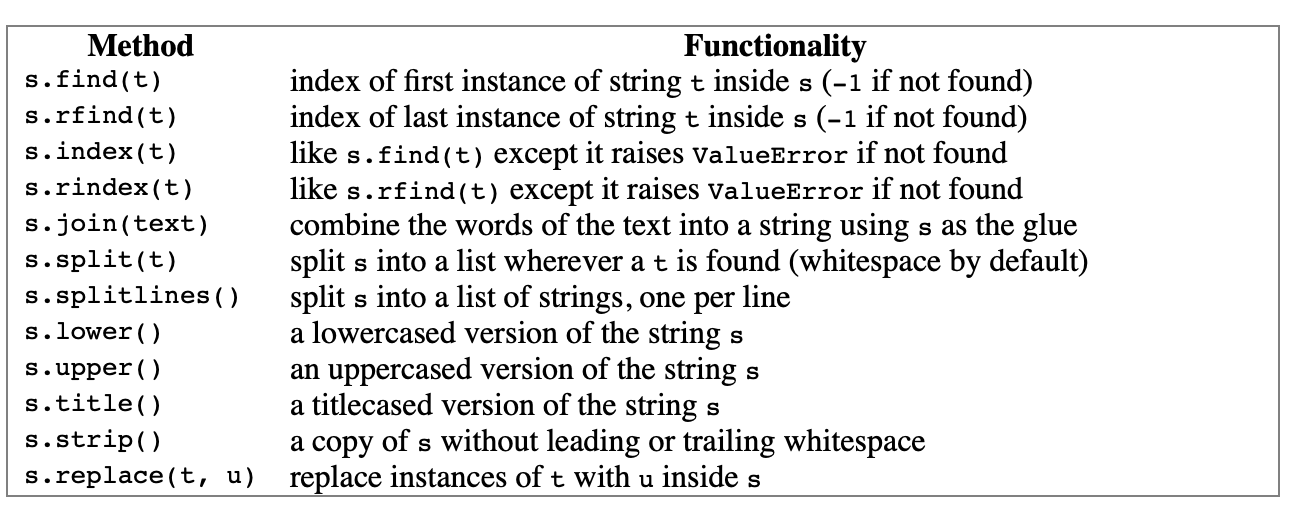 Method Functionality
s.find(t) index of first instance of string t inside s (-1 if not found)
s.rfind(t) index of last instance of string t inside s (-1 if not found)
s.index(t) like s.find(t) except it raises ValueError if not found
s.rindex(t) like s.rfind(t) except it raises ValueError if not found
s.join(text) combine the words of the text into a string using s as the glue
s.split(t) split s into a list wherever a t is found (whitespace by default)
s.splitlines() split s into a list of strings, one per line
s.lower() a lowercased version of the string s
s.upper() an uppercased version of the string s
s.title() a titlecased version of the string s
s.strip() a copy of s without leading or trailing whitespace
s.replace(t, u) replace instances of t with u inside s